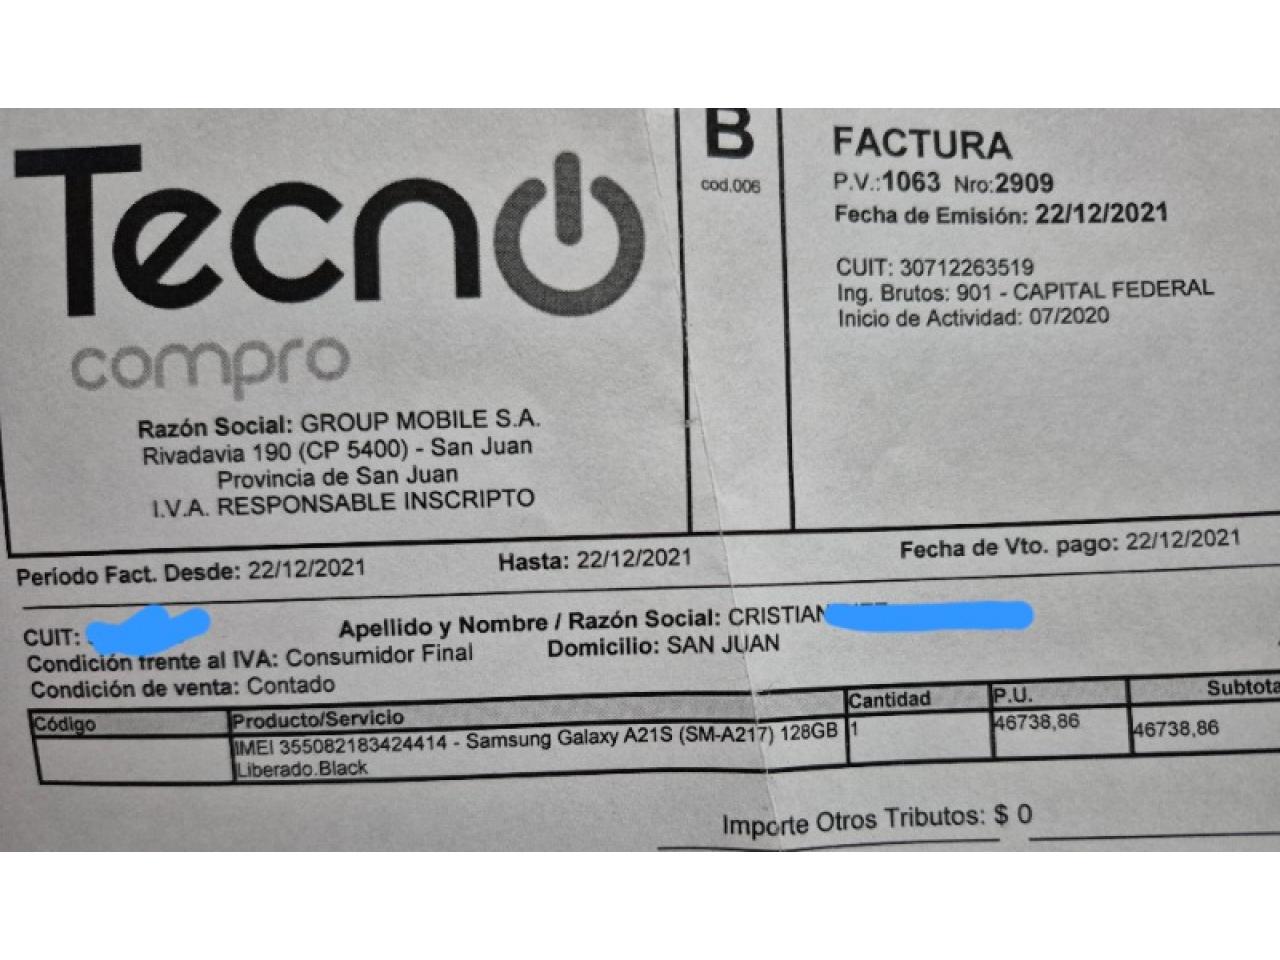 Tecno
compro
Razón Social: GROUP MOBILE S.A.
Rivadavia 190 (CP 5400) - San Juan
Provincia de San Juan
I.V.A. RESPONSABLE INSCRIPTO
B
cod.006
FACTURA
P.V.:1063 Nro:2909
Fecha de Emisión: 22/12/2021
CUIT: 30712263519
Ing. Brutos: 901 - CAPITAL FEDERAL
Inicio de Actividad: 07/2020
Período Fact. Desde: 22/12/2021 Hasta: 22/12/2021 Fecha de Vto. pago: 22/12/2021
CUIT: Apellido y Nombre / Razón Social: CRISTIAN
Condición frente al IVA: Consumidor Final Domicilio: SAN JUAN
Condición de venta: Contado
Código Producto/Servicio Cantidad P.U. Subtota
IMEI 355082183424414 - Samsung Galaxy A21S (SM-A217) 128GB 1 46738,86 46738,86
Liberado.Black
Importe Otros Tributos: $ 0